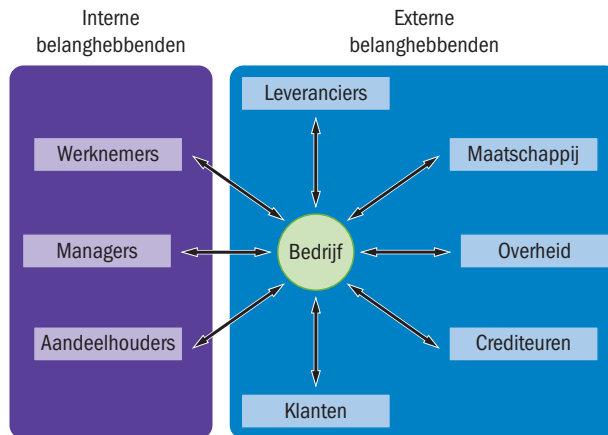 Interne
belanghebbenden
Externe
belanghebbenden
Leveranciers
Werknemers
Maatschappij
Managers
Bedrijf
Overheid
Aandeelhouders
Crediteuren
Klanten